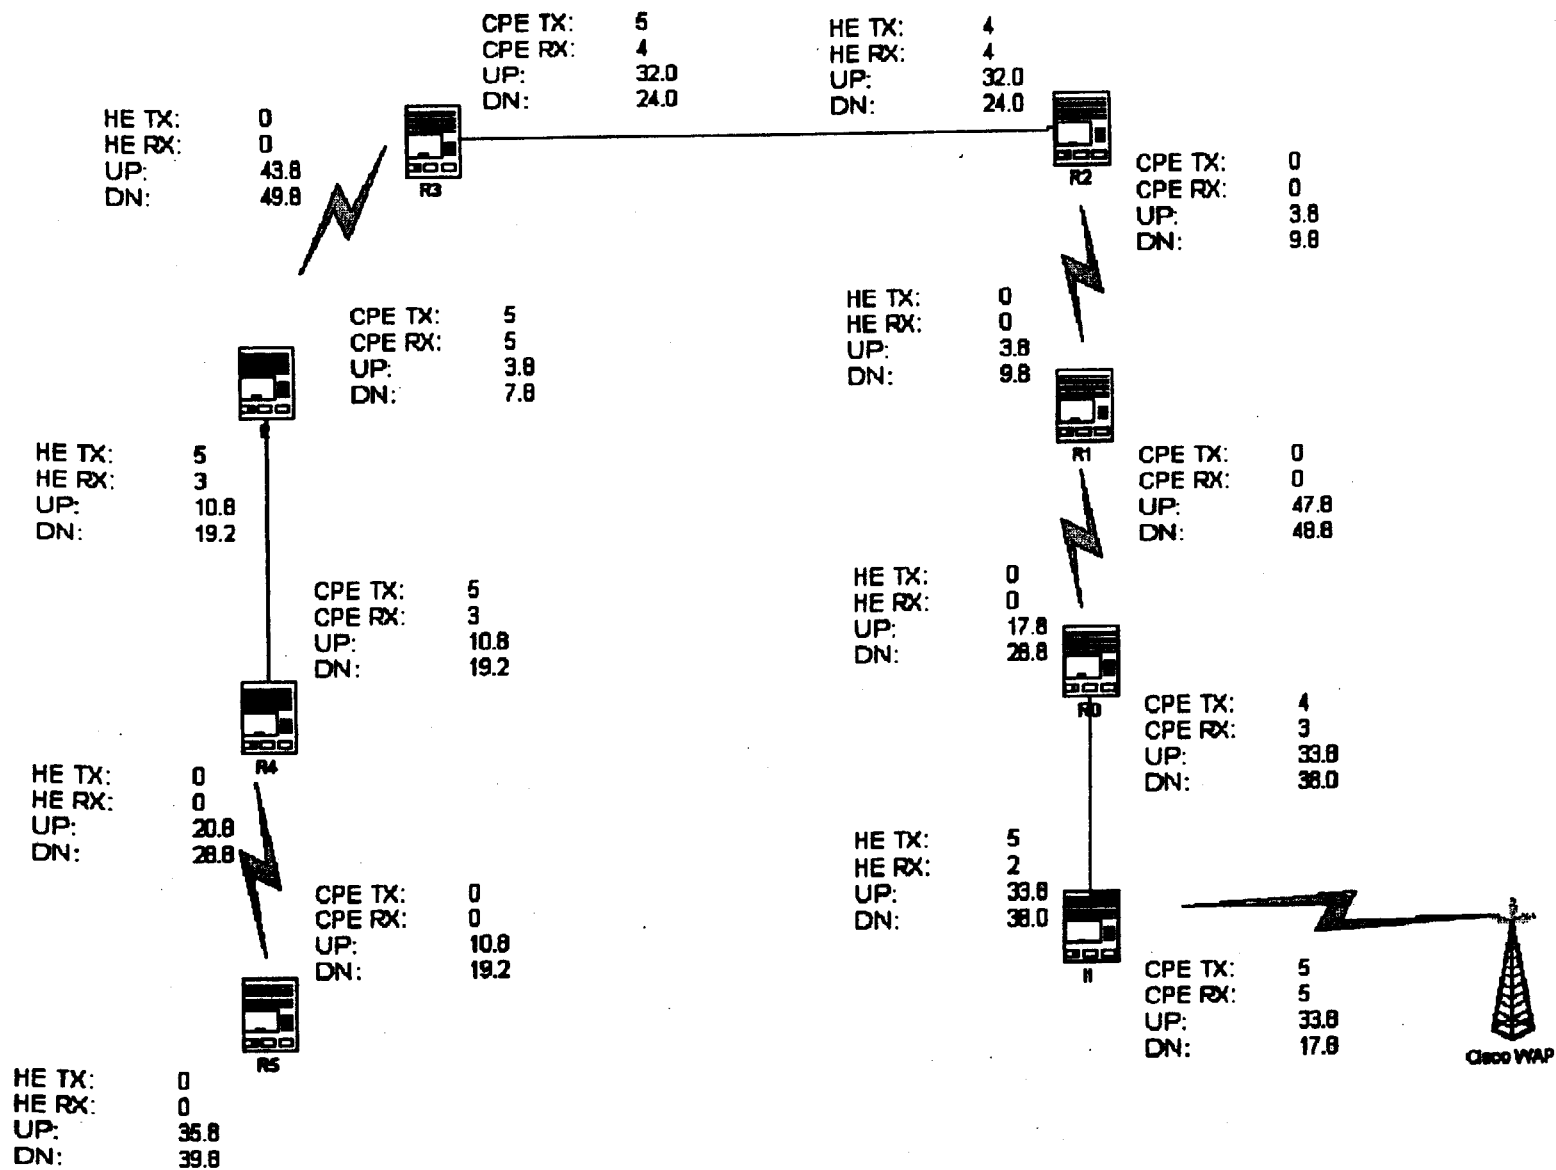 CPE TX: 5
CPE RX: 4
UP: 32.0
DN: 24.0
HE TX: 4
HE RX: 4
UP: 32.0
DN: 24.0
HE TX: 0
HE RX: 0
UP: 43.8
DN: 49.8
R3
R2
CPE TX: 0
CPE RX: 0
UP: 3.8
DN: 9.8
CPE TX: 5
CPE RX: 5
UP: 3.8
DN: 7.8
HE TX: 0
HE RX: 0
UP: 3.8
DN: 9.8
R1
HE TX: 5
HE RX: 3
UP: 10.8
DN: 19.2
CPE TX: 0
CPE RX: 0
UP: 47.8
DN: 48.8
CPE TX: 5
CPE RX: 3
UP: 10.8
DN: 19.2
HE TX: 0
HE RX: 0
UP: 17.8
DN: 28.8
R0
R4
CPE TX: 4
CPE RX: 3
UP: 33.8
DN: 38.0
HE TX: 0
HE RX: 0
UP: 20.8
DN: 28.8
HE TX: 5
HE RX: 2
UP: 33.8
DN: 38.0
CPE TX: 0
CPE RX: 0
UP: 10.8
DN: 19.2
CPE TX: 5
CPE RX: 5
UP: 33.8
DN: 17.8
Cisco WAP
R5
HE TX: 0
HE RX: 0
UP: 35.8
DN: 39.8